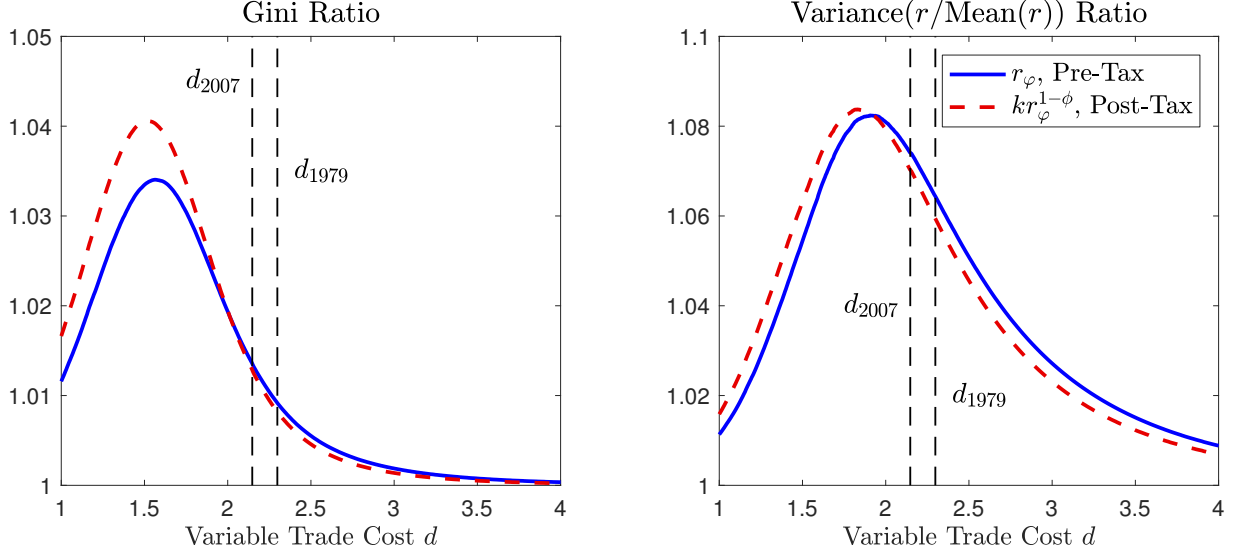 Gini Ratio
1.05
1.04
1.03
1.02
1.01
1
1
1.5
2
2.5
3
3.5
4
d2007
d1979
Variable Trade Cost d
Variance(r/Mean(r)) Ratio
1.1
1.08
1.06
1.04
1.02
1
1
1.5
2
2.5
3
3.5
4
rφ, Pre-Tax
krφ^1−ϕ, Post-Tax
d2007
d1979
Variable Trade Cost d